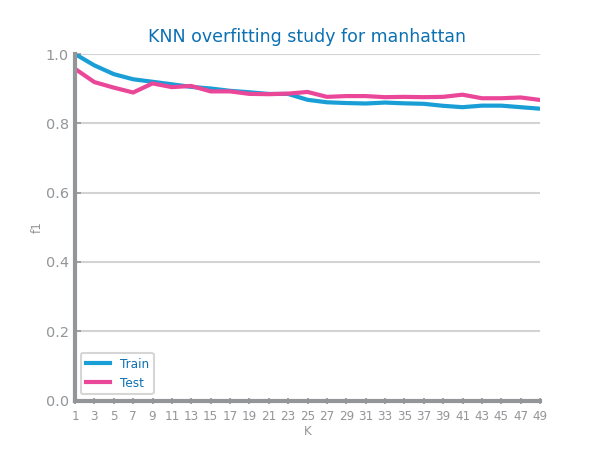 KNN overfitting study for manhattan
1.0
0.8
0.6
0.4
0.2
0.0
f1
Train
Test
1 3 5 7 9 11 13 15 17 19 21 23 25 27 29 31 33 35 37 39 41 43 45 47 49
K